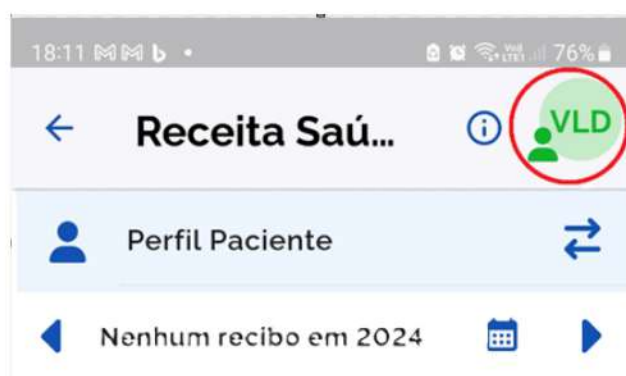 18:11 M M b • 76%
← Receita Saú... i VLD
Perfil Paciente
Nenhum recibo em 2024